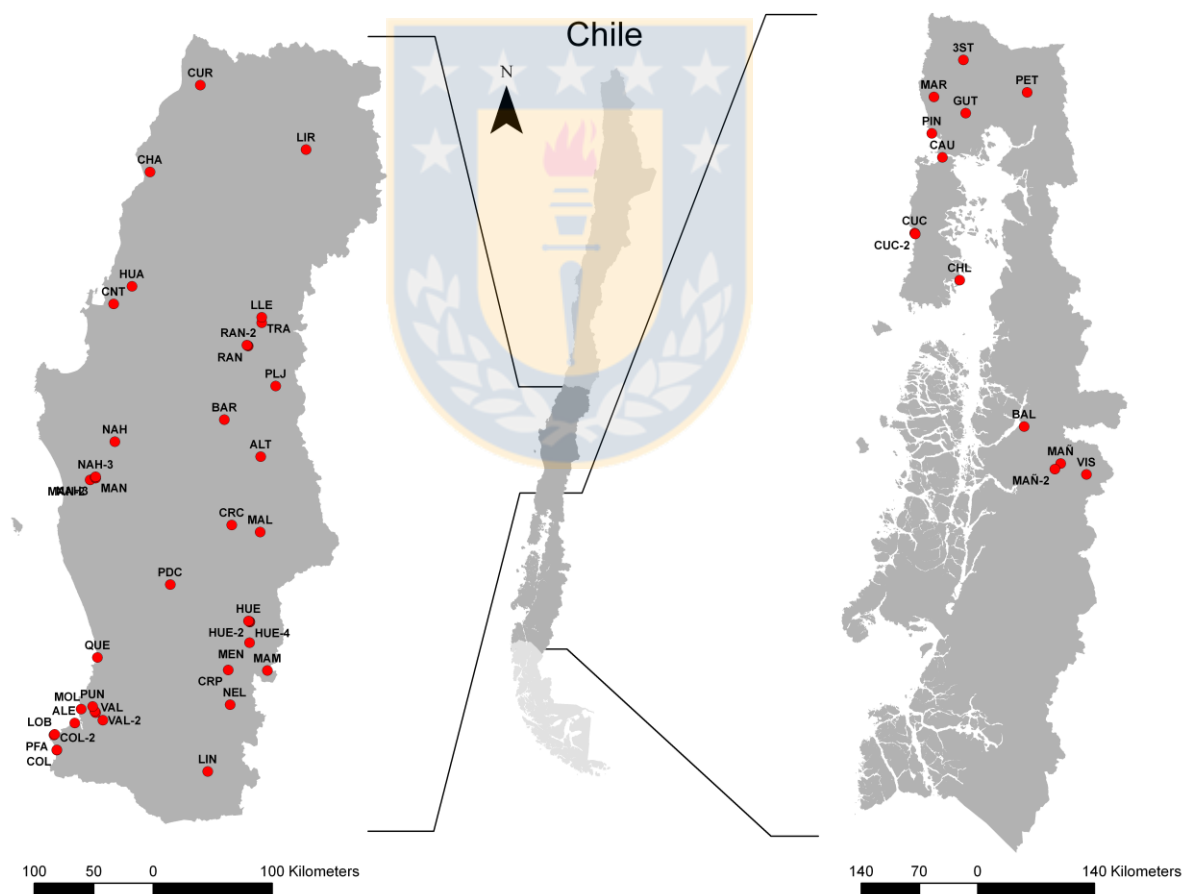 Chile
N
CUR
LIR
CHA
HUA
CNT
LLE
TRA
RAN-2
RAN
PLJ
BAR
NAH
ALT
NAH-3
MAN
CRC
MAL
PDC
HUE
HUE-2
HUE-4
QUE
MEN
MAM
CRP
NEL
MOL
PUN
ALE
VAL
VAL-2
LOB
COL-2
PFA
COL
LIN
100 50 0 100 Kilometers
3ST
PET
MAR
GUT
PIN
CAU
CUC
CUC-2
CHL
BAL
MAÑ
VIS
MAÑ-2
140 70 0 140 Kilometers